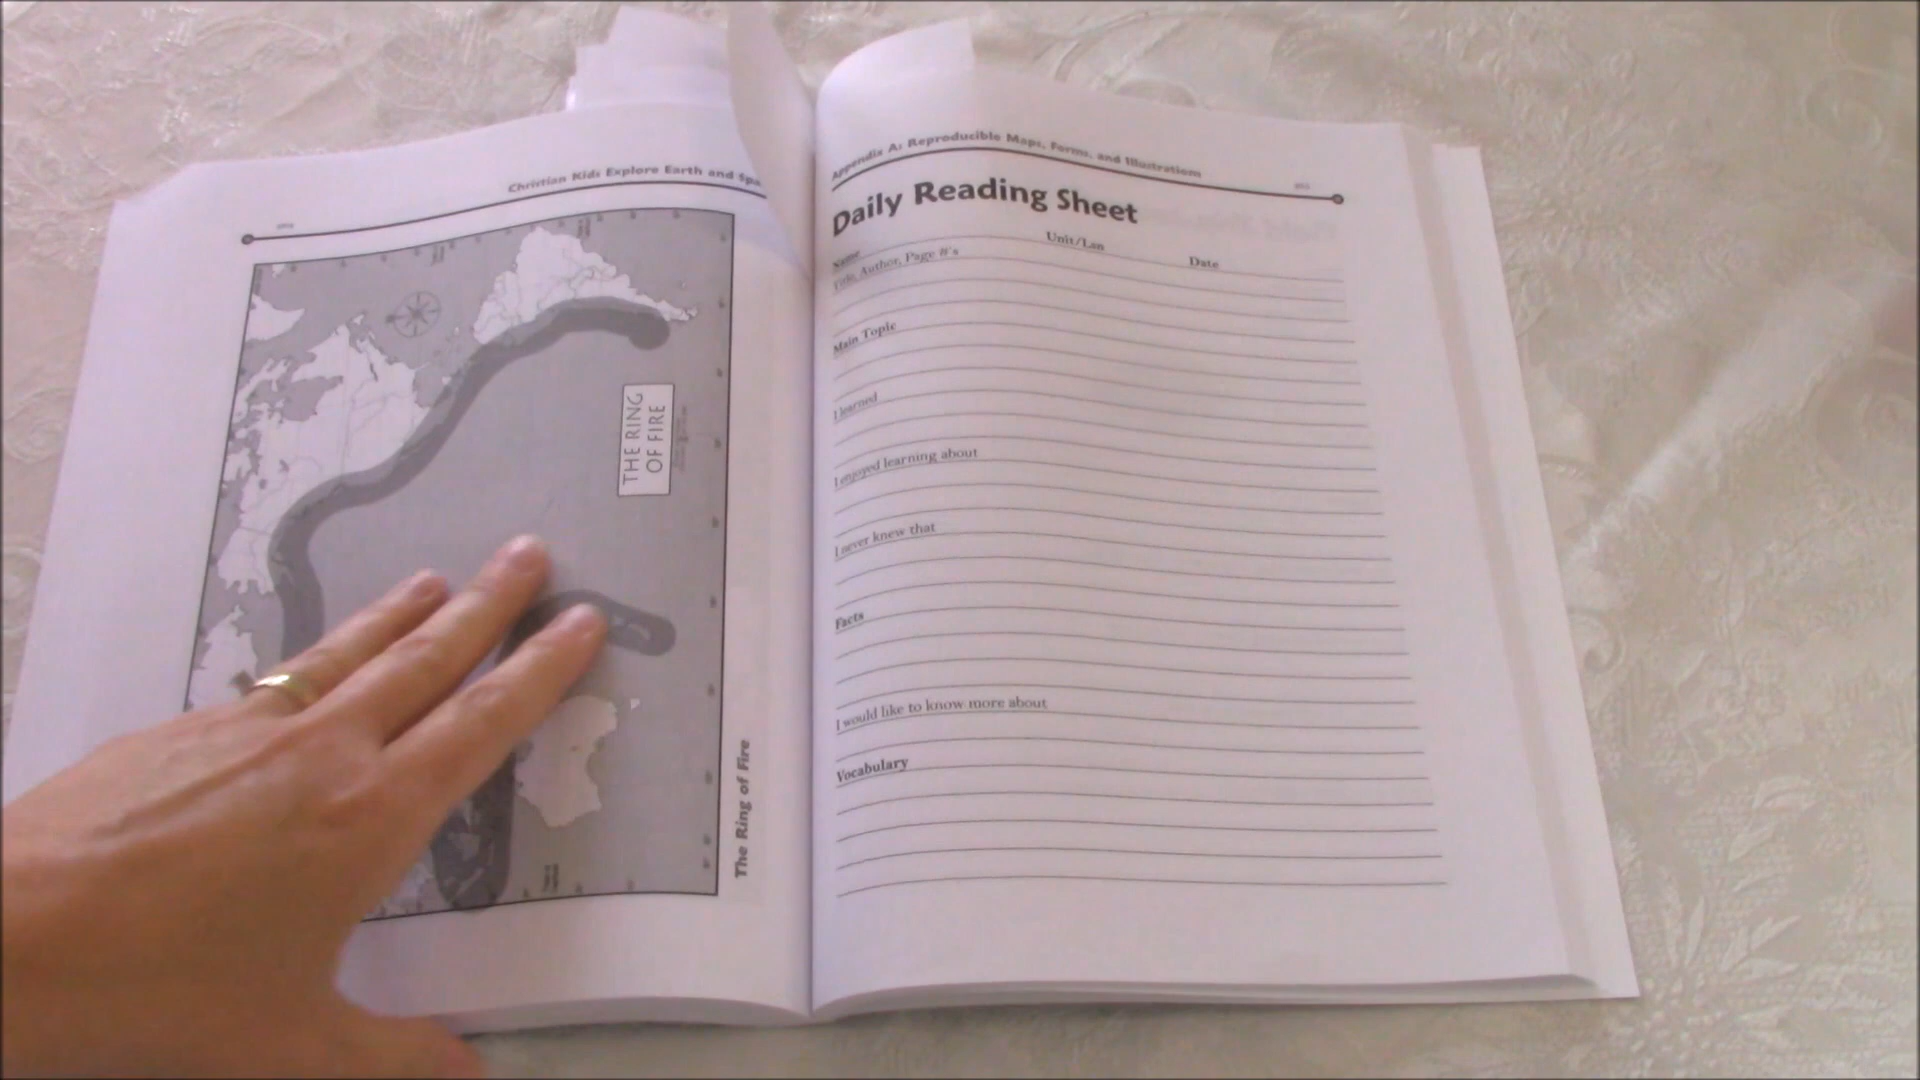 Christian Kids Explore Earth and Spa
THE RING
OF FIRE
The Ring of Fire
Appendix A: Reproducible Maps, Forms, and Illustrations
Daily Reading Sheet
Name Unit/Lsn Date
Title, Author, Page #'s
Main Topic
I learned
I enjoyed learning about
I never knew that
Facts
I would like to know more about
Vocabulary